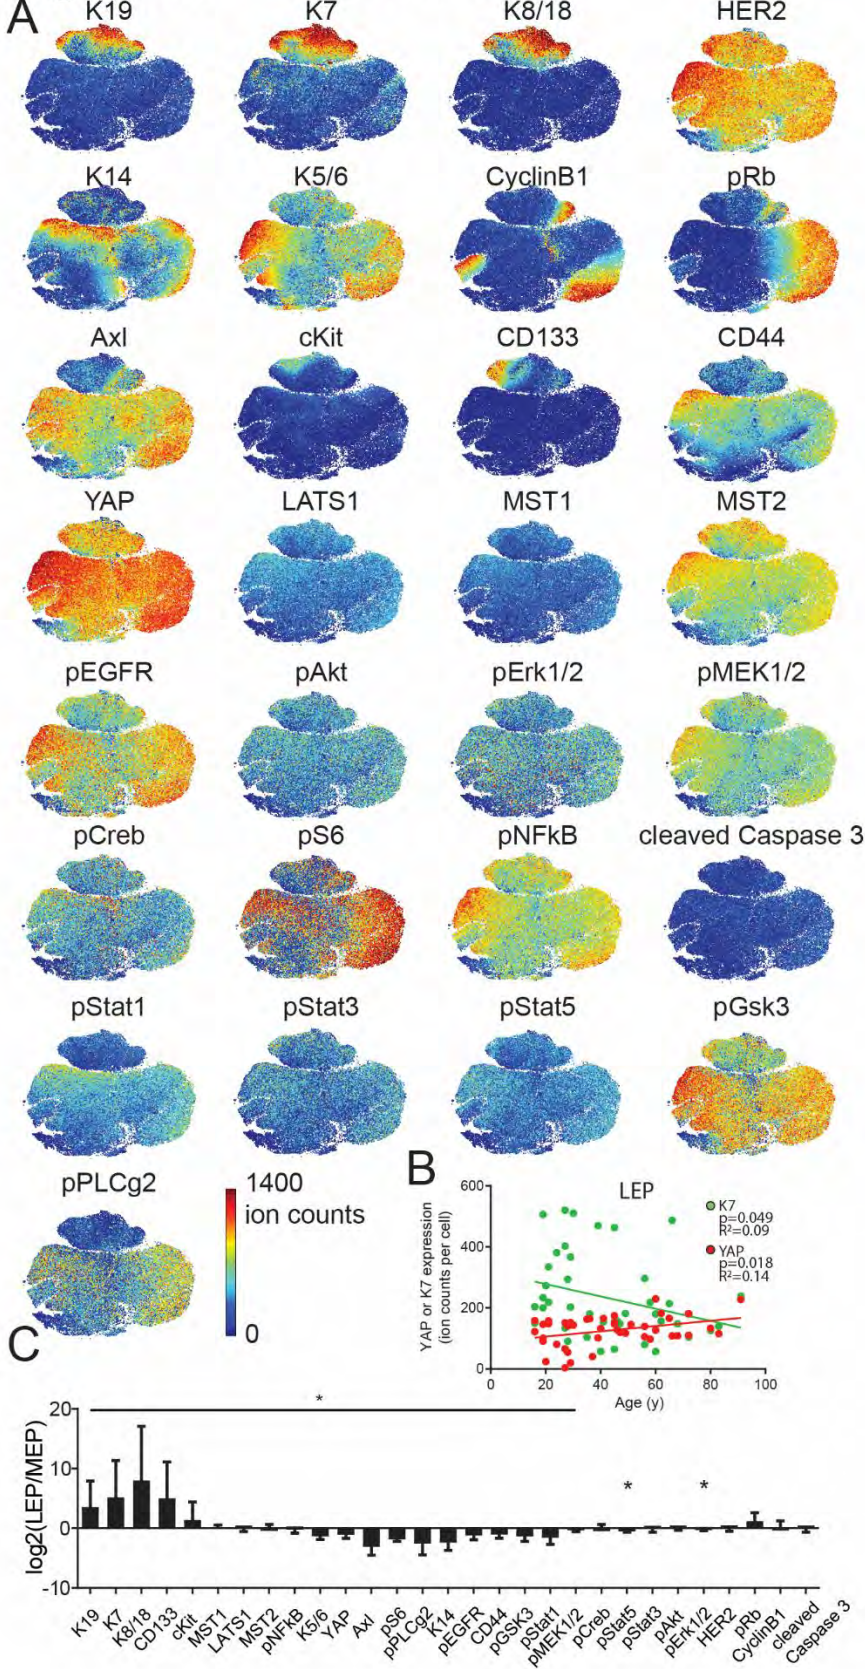 A
K19 K7 K8/18 HER2
K14 K5/6 CyclinB1 pRb
Axl cKit CD133 CD44
YAP LATS1 MST1 MST2
pEGFR pAkt pErk1/2 pMEK1/2
pCreb pS6 pNFkB cleaved Caspase 3
pStat1 pStat3 pStat5 pGsk3
pPLCg2
1400
ion counts
0
B
LEP
YAP or K7 expression
(ion counts per cell)
600
400
200
0
K7
p=0.049
R²=0.09
YAP
p=0.018
R²=0.14
0 20 40 60 80 100
Age (y)
C
log2(LEP/MEP)
20
10
0
-10
*
* *
K19
K7
K8/18
CD133
cKit
MST1
LATS1
MST2
pNFkB
K5/6
YAP
Axl
pS6
pPLCg2
K14
pEGFR
CD44
pGSK3
pStat1
pMEK1/2
pCreb
pStat5
pStat3
pAkt
pErk1/2
HER2
pRb
CyclinB1
cleaved
Caspase 3